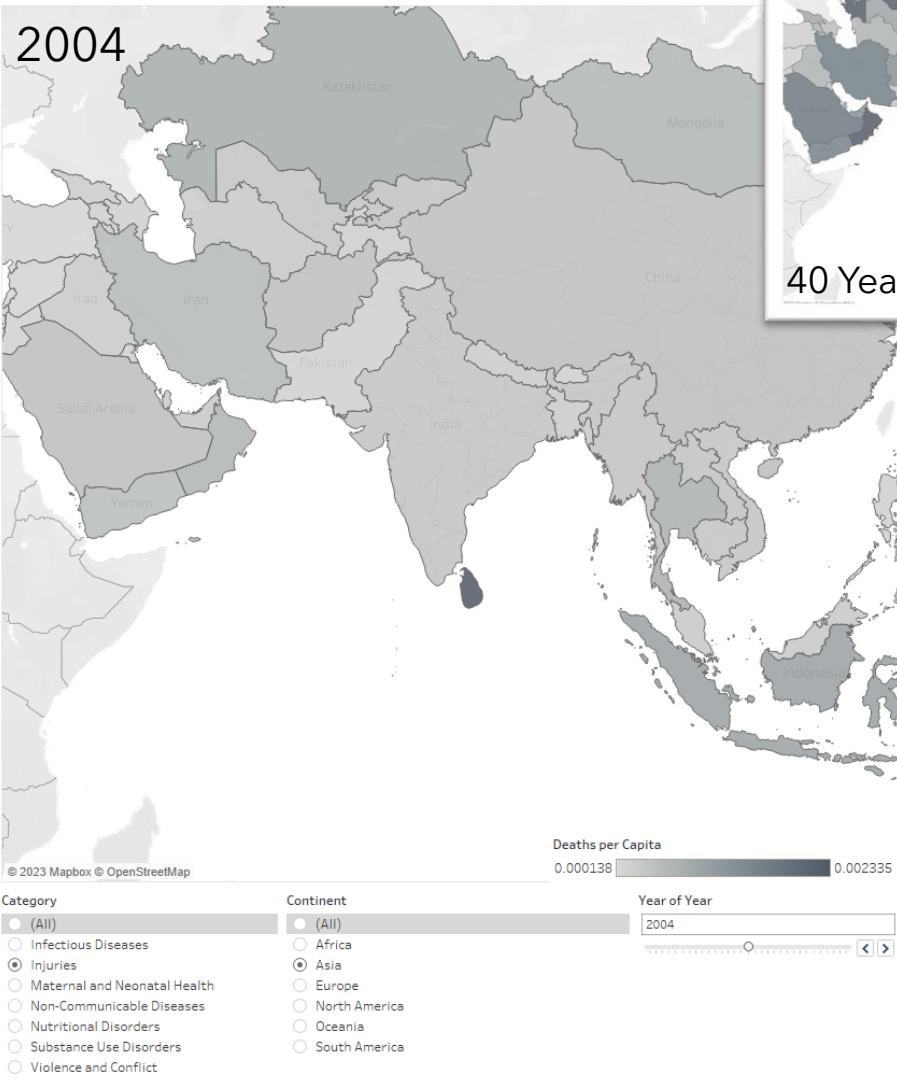 2004
Kazakhstan
Mongolia
China
Iraq
Iran
Pakistan
Saudi Arabia
India
Yemen
Indonesia
40 Yea
Deaths per Capita
0.000138
0.002335
© 2023 Mapbox © OpenStreetMap
Category
(All)
Infectious Diseases
Injuries
Maternal and Neonatal Health
Non-Communicable Diseases
Nutritional Disorders
Substance Use Disorders
Violence and Conflict
Continent
(All)
Africa
Asia
Europe
North America
Oceania
South America
Year of Year
2004